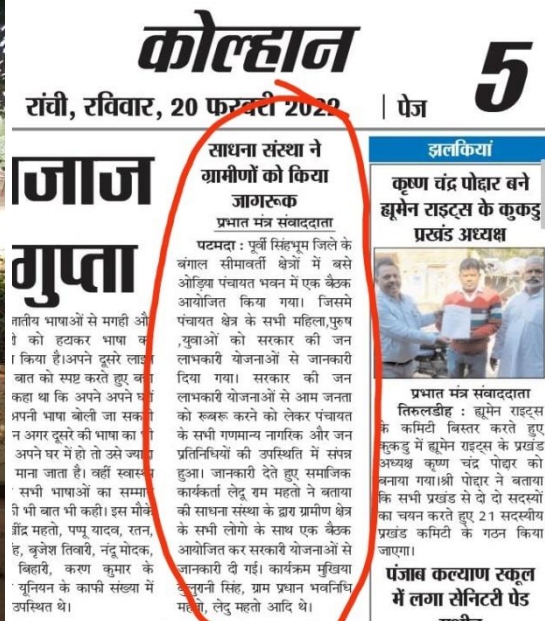 कोल्हान
5
रांची, रविवार, 20 फरवरी 2022
| पेज
जाज
गुप्ता
जातीय भाषाओं से मगही और
को हटाकर भाषा
किया है।अपने दूसरे लाइन
बात को स्पष्ट करते हुए
कहा था कि अपने अपने घर
अपनी भाषा बोली जा सकती
न अगर दूसरे की भाषा का भी
अपने घर में हो तो उसे ज्यादा
माना जाता है। वहीं स्वास्थ्य
सभी भाषाओं का सम्मान
भी बात भी कही। इस मौके
महतो, पप्पू यादव, रतन,
बृजेश तिवारी, नंदू मोदक,
बिहारी, करण कुमार के
यूनियन के काफी संख्या में
उपस्थित थे।
साधना संस्था ने
ग्रामीणों को किया
जागरूक
प्रभात मंत्र संवाददाता
पटमदा : पूर्वी सिंहभूम जिले के
बंगाल सीमावर्ती क्षेत्रों में बसे
ओड़िया पंचायत भवन में एक बैठक
आयोजित किया गया। जिसमे
पंचायत क्षेत्र के सभी महिला,पुरुष
,युवाओं को सरकार की जन
लाभकारी योजनाओं से जानकारी
दिया गया। सरकार की जन
लाभकारी योजनाओं से आम जनता
को रूबरू करने को लेकर पंचायत
के सभी गणमान्य नागरिक और जन
प्रतिनिधियों की उपस्थिति में संपन्न
हुआ। जानकारी देते हुए समाजिक
कार्यकर्ता लेदू राम महतो ने बताया
की साधना संस्था के द्वारा ग्रामीण क्षेत्र
के सभी लोगो के साथ एक बैठक
आयोजित कर सरकारी योजनाओं से
जानकारी दी गई। कार्यक्रम मुखिया
सिंह, ग्राम प्रधान भवनिधि
महतो, लेदु महतो आदि थे।
झलकियां
कृष्ण चंद्र पोद्दार बने
ह्यूमेन राइट्स के कुकडु
प्रखंड अध्यक्ष
प्रभात मंत्र संवाददाता
तिरुलडीह : ह्यूमेन राइट्स
के कमिटी बिस्तर करते हुए
कुकडु में ह्यूमेन राइट्स के प्रखंड
अध्यक्ष कृष्ण चंद्र पोद्दार को
बनाया गया।श्री पोद्दार ने बताया
कि सभी प्रखंड से दो दो सदस्यों
का चयन करते हुए 21 सदस्यीय
प्रखंड कमिटी के गठन किया
जाएगा।
पंजाब कल्याण स्कूल
में लगा सेनिटरी पेड